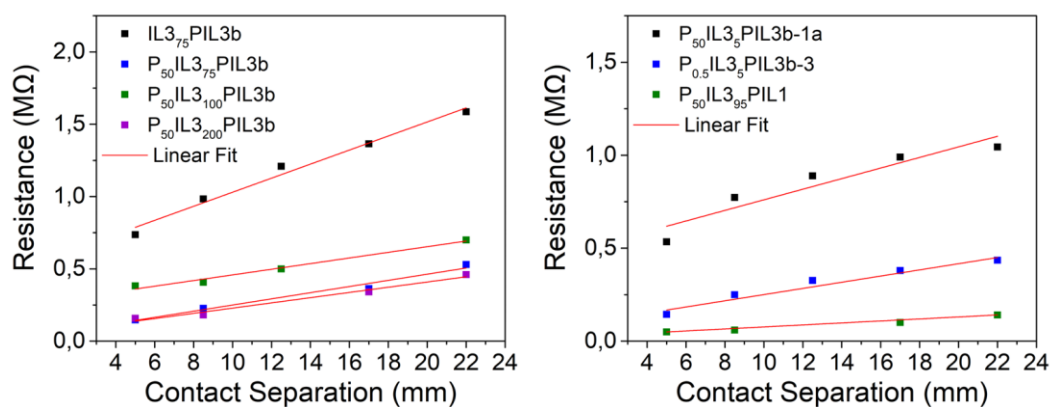 Resistance (MΩ)
2,0
1,5
1,0
0,5
0,0
IL3₇₅PIL3b
P₅₀IL3₇₅PIL3b
P₅₀IL3₁₀₀PIL3b
P₅₀IL3₂₀₀PIL3b
Linear Fit
4 6 8 10 12 14 16 18 20 22 24
Contact Separation (mm)
Resistance (MΩ)
1,5
1,0
0,5
0,0
P₅₀IL3₅PIL3b-1a
P₀.₅IL3₅PIL3b-3
P₅₀IL3₉₅PIL1
Linear Fit
4 6 8 10 12 14 16 18 20 22 24
Contact Separation (mm)